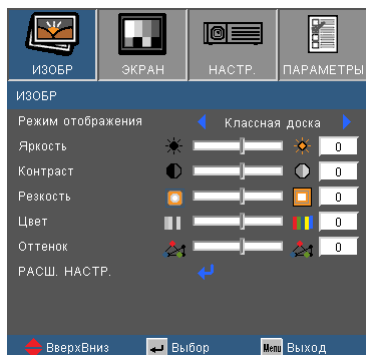 ИЗОБР ЭКРАН НАСТР. ПАРАМЕТРЫ
ИЗОБР
Режим отображения Классная доска
Яркость 0
Контраст 0
Резкость 0
Цвет 0
Оттенок 0
РАСШ. НАСТР.
ВверхВниз Выбор Menu Выход